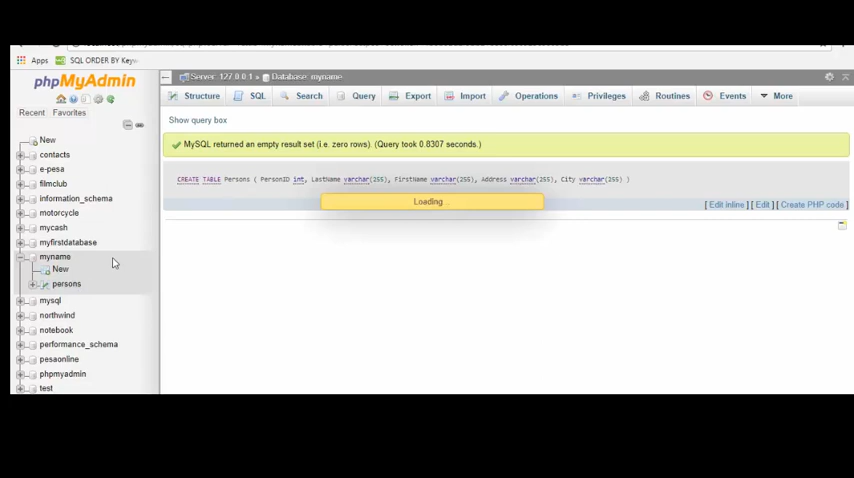 Apps SQL ORDER BY Keyw
phpMyAdmin
Recent Favorites
New
contacts
e-pesa
filmclub
information_schema
motorcycle
mycash
myfirstdatabase
myname
New
persons
mysql
northwind
notebook
performance_schema
pesaonline
phpmyadmin
test
Server: 127.0.0.1 » Database: myname
Structure SQL Search Query Export Import Operations Privileges Routines Events More
Show query box
MySQL returned an empty result set (i.e. zero rows). (Query took 0.8307 seconds.)
CREATE TABLE Persons ( PersonID int, LastName varchar(255), FirstName varchar(255), Address varchar(255), City varchar(255) )
Loading
[ Edit inline ] [ Edit ] [ Create PHP code ]